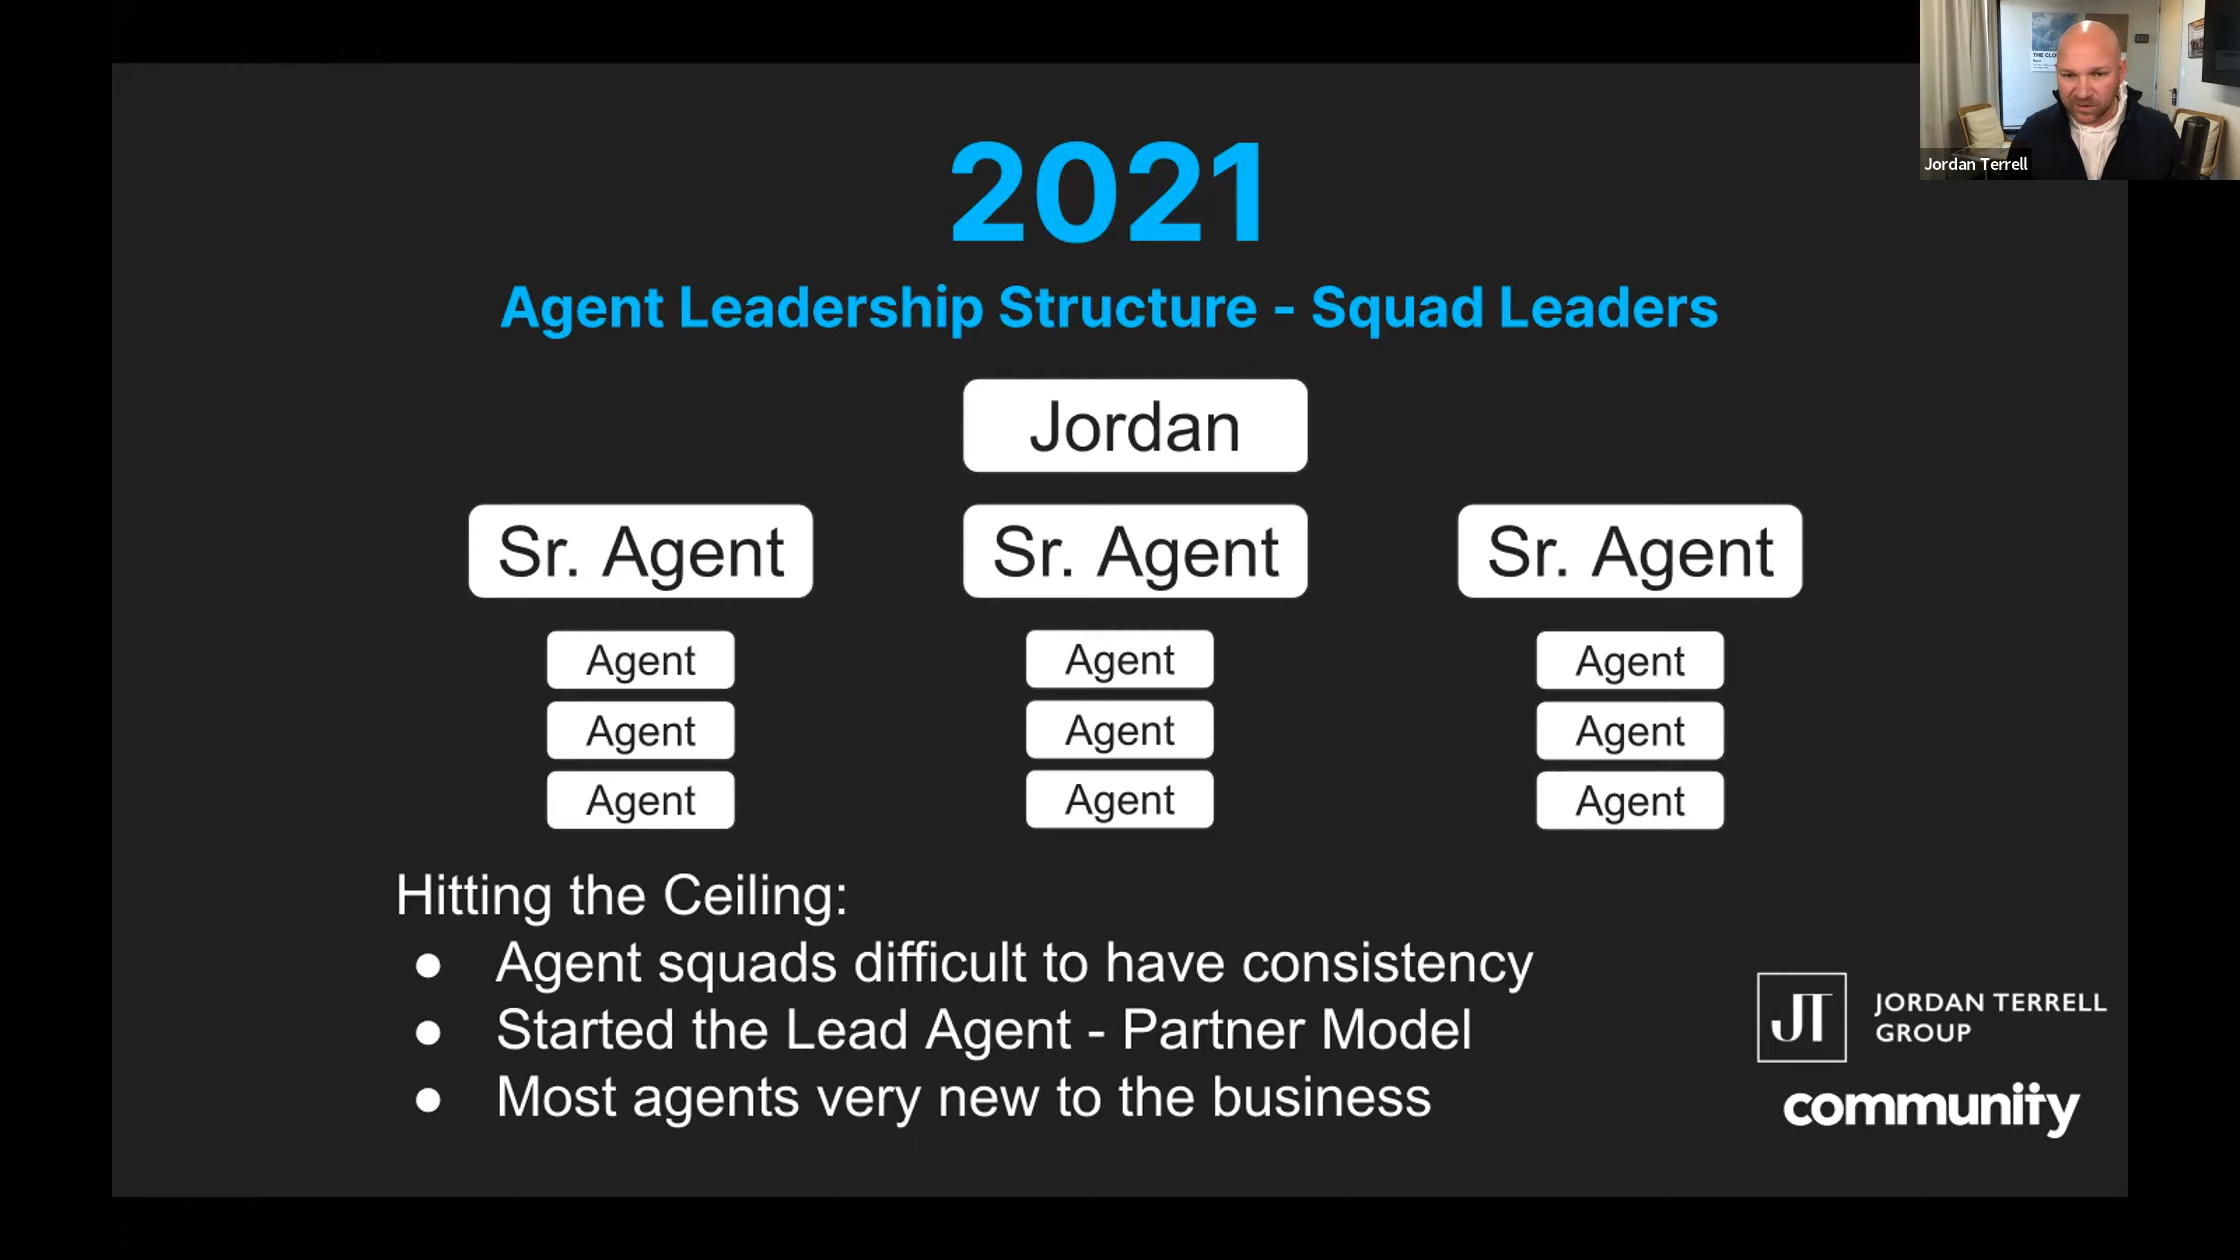 2021
Agent Leadership Structure - Squad Leaders
Jordan
Sr. Agent
Sr. Agent
Sr. Agent
Agent
Agent
Agent
Agent
Agent
Agent
Agent
Agent
Agent
Hitting the Ceiling:
● Agent squads difficult to have consistency
● Started the Lead Agent - Partner Model
● Most agents very new to the business
JT
JORDAN TERRELL
GROUP
community
Jordan Terrell